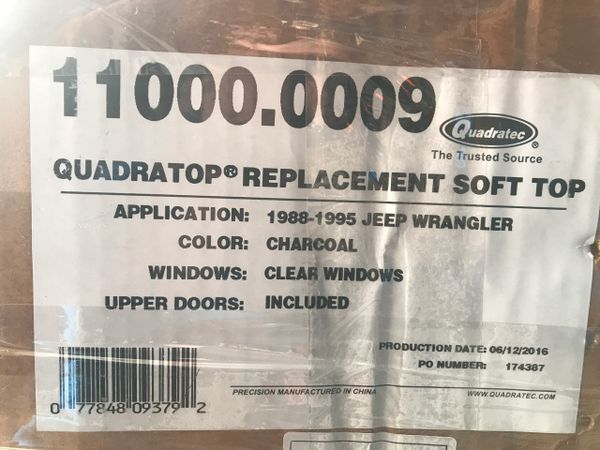 11000.0009
Quadratec®
The Trusted Source
QUADRATOP® REPLACEMENT SOFT TOP
APPLICATION: 1988-1995 JEEP WRANGLER
COLOR: CHARCOAL
WINDOWS: CLEAR WINDOWS
UPPER DOORS: INCLUDED
PRODUCTION DATE: 06/12/2016
PO NUMBER: 174387
PRECISION MANUFACTURED IN CHINA
WWW.QUADRATEC.COM
0 77848 09379 2